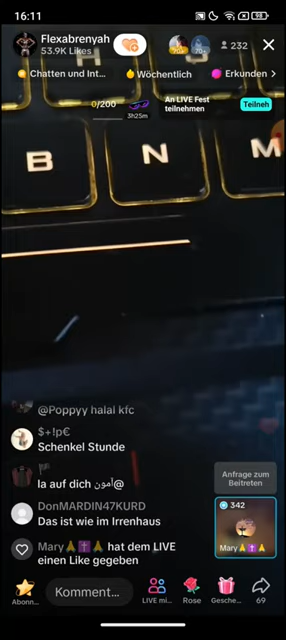 16:11
98
Flexabrenyah
53.9K Likes
232
Chatten und Int...
Wöchentlich
Erkunden >
0/200
3h25m
An LIVE Fest
teilnehmen
Teilneh
H
B
N
M
@Poppyy halal kfc
$+!p€
Schenkel Stunde
la auf dich أمون@
DonMARDIN47KURD
Das ist wie im Irrenhaus
Mary🙏✝️🙏 hat dem LIVE
einen Like gegeben
Anfrage zum
Beitreten
342
Mary🙏✝️🙏
Abonn...
Komment...
LIVE mi...
Rose
Gesche...
69